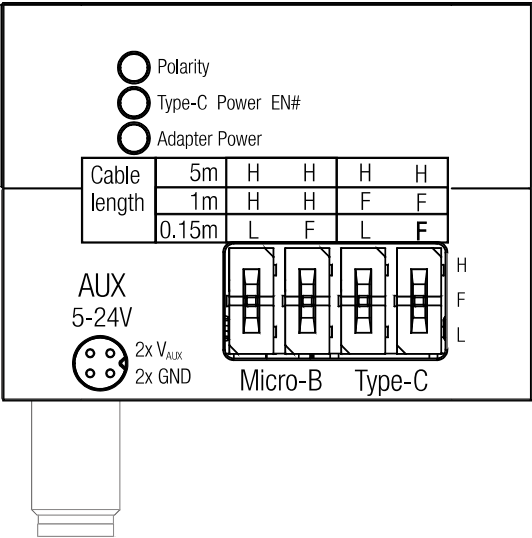 Polarity
Type-C Power EN#
Adapter Power
Cable length
5m H H H H
1m H H F F
0.15m L F L F
H
F
L
AUX
5-24V
2x VAUX
2x GND
Micro-B Type-C